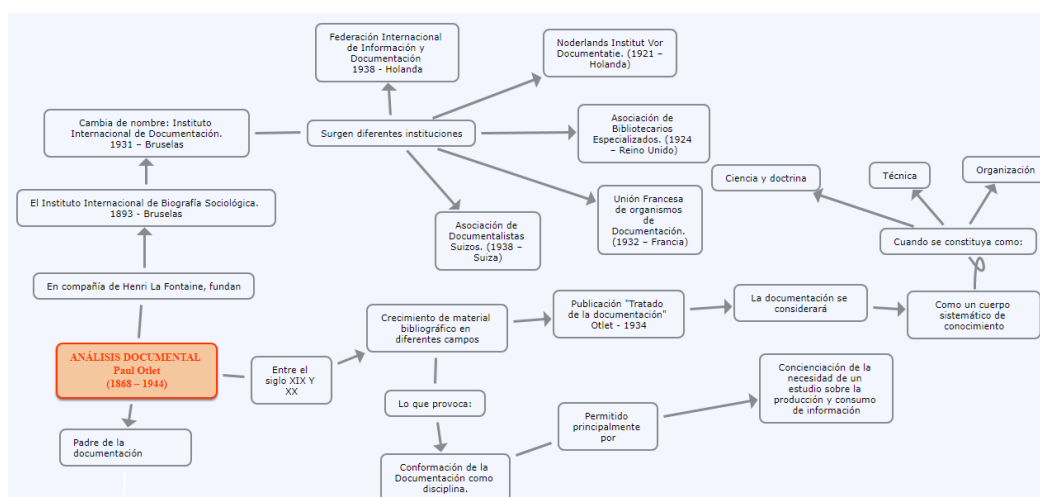 Federación Internacional
de Información y
Documentación
1938 - Holanda
Noderlands Institut Vor
Documentatie. (1921 –
Holanda)
Cambia de nombre: Instituto
Internacional de Documentación.
1931 – Bruselas
Surgen diferentes instituciones
Asociación de
Bibliotecarios
Especializados. (1924
– Reino Unido)
Ciencia y doctrina
Técnica
Organización
El Instituto Internacional de Biografía Sociológica.
1893 - Bruselas
Asociación de
Documentalistas
Suizos. (1938 –
Suiza)
Unión Francesa
de organismos
de
Documentación.
(1932 – Francia)
Cuando se constituya como:
En compañía de Henri La Fontaine, fundan
Crecimiento de material
bibliográfico en
diferentes campos
Publicación "Tratado
de la documentación"
Otlet - 1934
La documentación se
considerará
Como un cuerpo
sistemático de
conocimiento
ANÁLISIS DOCUMENTAL
Paul Otlet
(1868 – 1944)
Entre el
siglo XIX Y
XX
Lo que provoca:
Permitido
principalmente
por
Concienciación de la
necesidad de un
estudio sobre la
producción y consumo
de información
Padre de la
documentación
Conformación de la
Documentación como
disciplina.